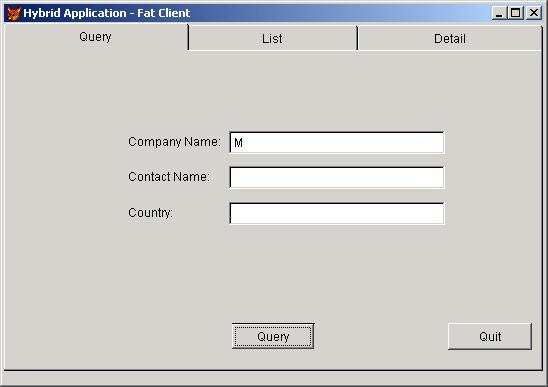 Hybrid Application - Fat Client
Query List Detail
Company Name: M
Contact Name:
Country:
Query Quit